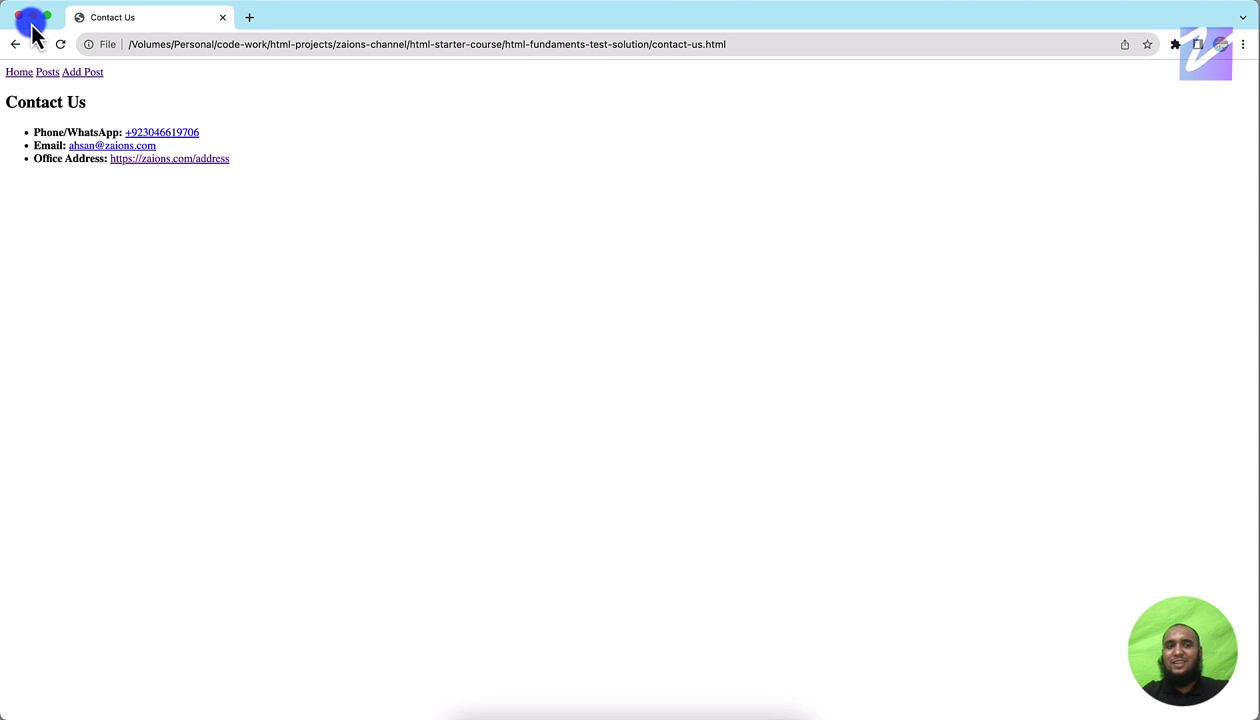 Contact Us
File /Volumes/Personal/code-work/html-projects/zaions-channel/html-starter-course/html-fundaments-test-solution/contact-us.html
Home Posts Add Post
Contact Us
• Phone/WhatsApp: +923046619706
• Email: ahsan@zaions.com
• Office Address: https://zaions.com/address